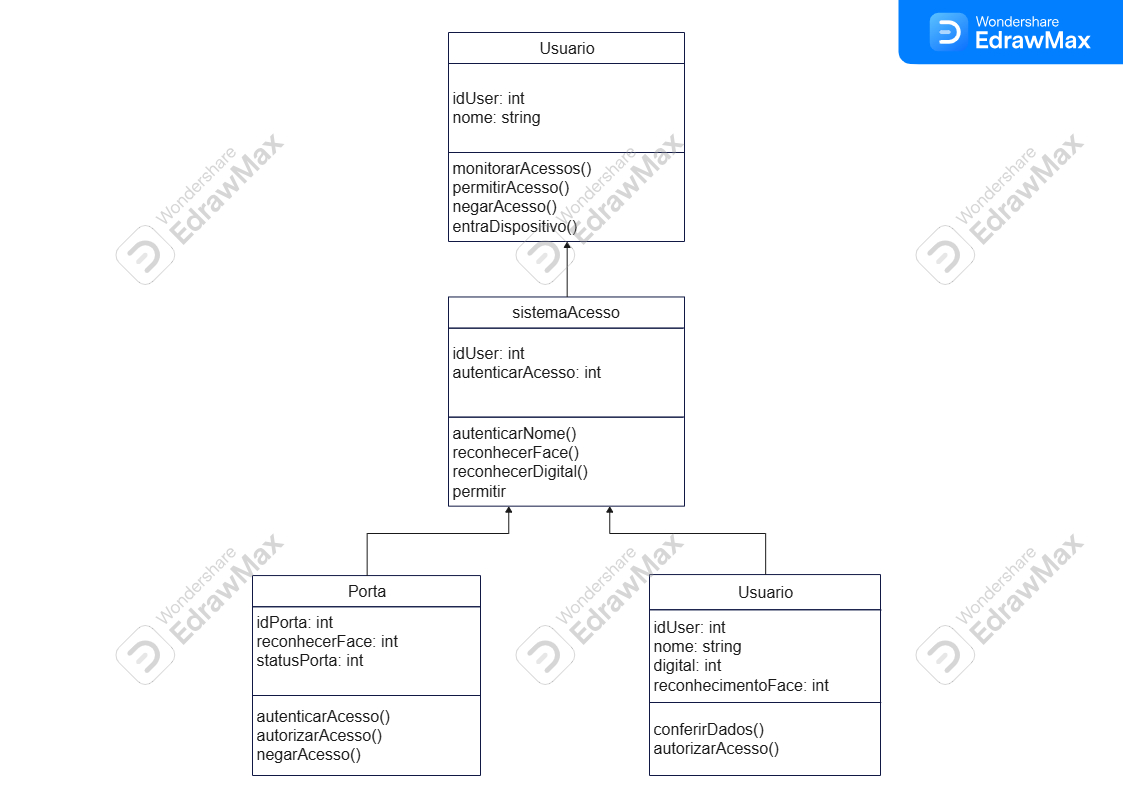 Wondershare
EdrawMax
Usuario
idUser: int
nome: string
monitorarAcessos()
permitirAcesso()
negarAcesso()
entraDispositivo()
Wondershare
EdrawMax
Wondershare
EdrawMax
Wondershare
EdrawMax
sistemaAcesso
idUser: int
autenticarAcesso: int
autenticarNome()
reconhecerFace()
reconhecerDigital()
permitir
Porta
idPorta: int
reconhecerFace: int
statusPorta: int
autenticarAcesso()
autorizarAcesso()
negarAcesso()
Usuario
idUser: int
nome: string
digital: int
reconhecimentoFace: int
conferirDados()
autorizarAcesso()
Wondershare
EdrawMax
Wondershare
EdrawMax
Wondershare
EdrawMax